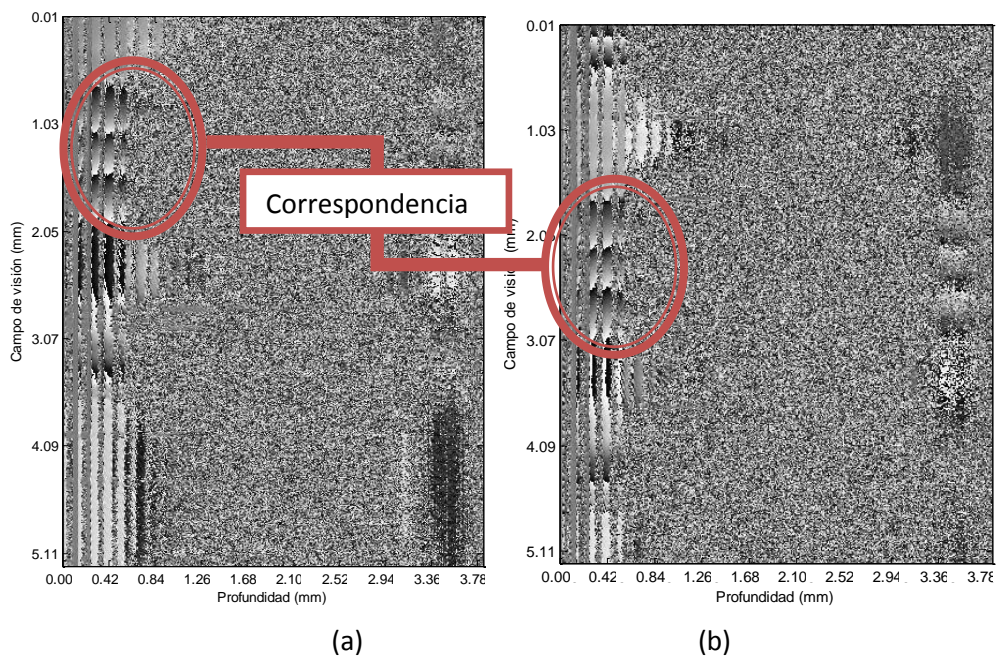 0.01
1.03
2.05
3.07
4.09
5.11
Campo de visión (mm)
0.00 0.42 0.84 1.26 1.68 2.10 2.52 2.94 3.36 3.78
Profundidad (mm)
(a)
Correspondencia
0.01
1.03
3.07
4.09
5.11
Campo de visión (mm)
0.00 0.42 0.84 1.26 1.68 2.10 2.52 2.94 3.36 3.78
Profundidad (mm)
(b)